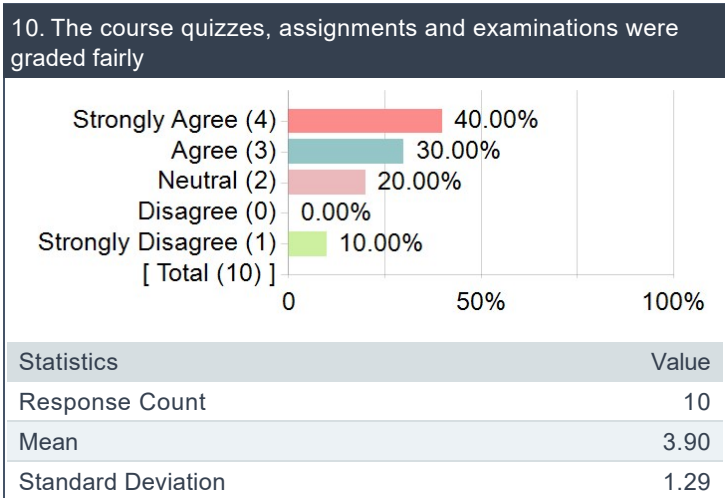 10. The course quizzes, assignments and examinations were
graded fairly
Strongly Agree (4) 40.00%
Agree (3) 30.00%
Neutral (2) 20.00%
Disagree (0) 0.00%
Strongly Disagree (1) 10.00%
[ Total (10) ]
0 50% 100%
Statistics Value
Response Count 10
Mean 3.90
Standard Deviation 1.29